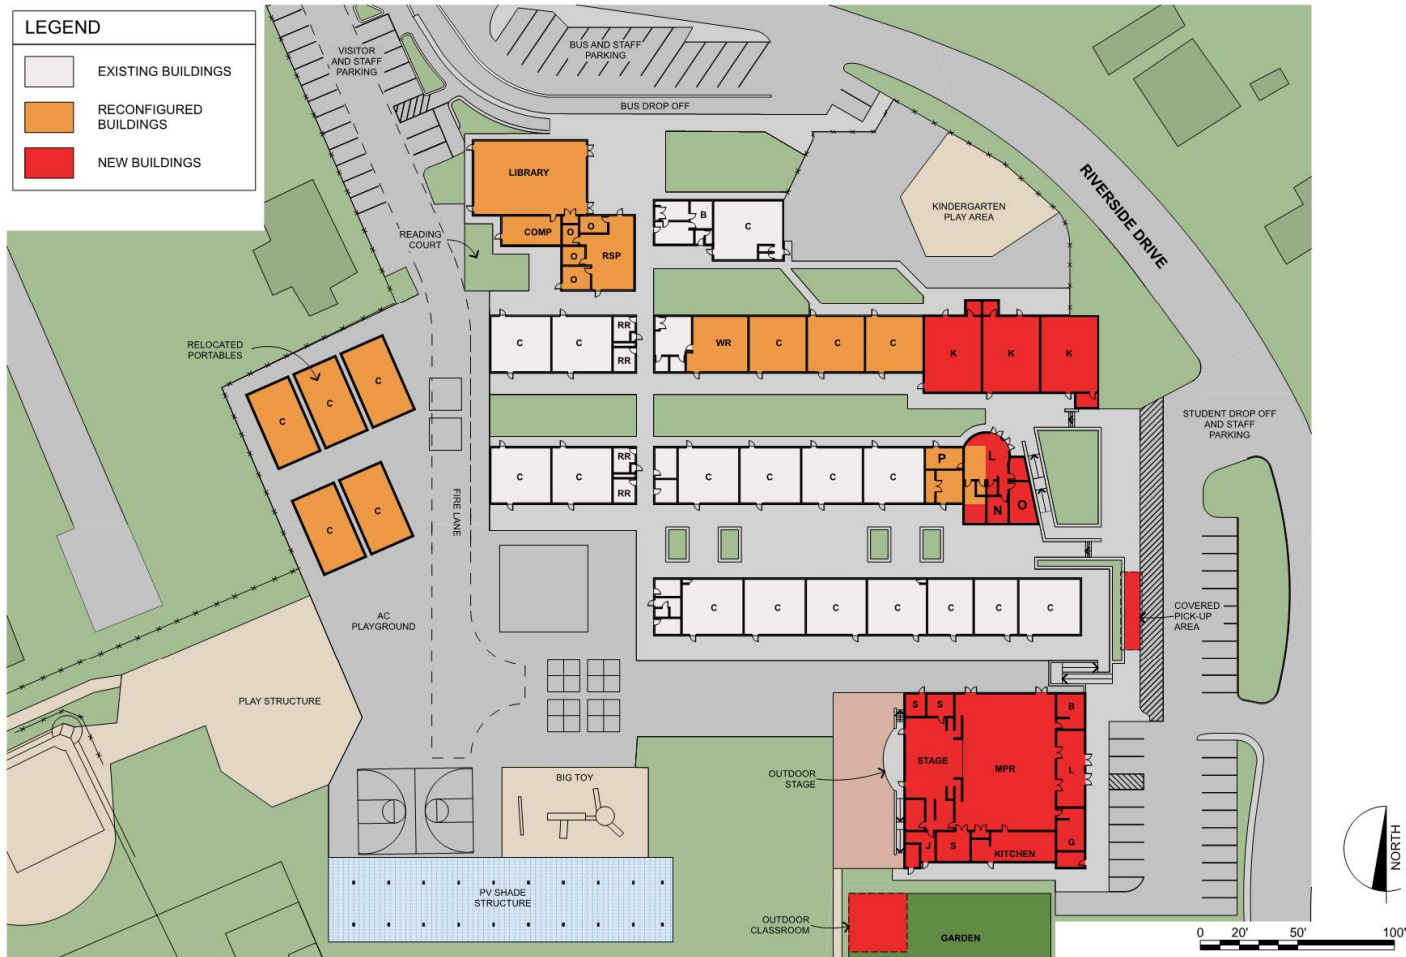 LEGEND
EXISTING BUILDINGS
RECONFIGURED
BUILDINGS
NEW BUILDINGS
VISITOR
AND STAFF
PARKING
BUS AND STAFF
PARKING
BUS DROP OFF
RIVERSIDE DRIVE
KINDERGARTEN
PLAY AREA
LIBRARY
COMP
O
O
O
O
RSP
B
C
READING
COURT
RELOCATED
PORTABLES
C
C
RR
RR
WR
C
C
C
K
K
K
C
C
C
C
C
STUDENT DROP OFF
AND STAFF
PARKING
C
C
RR
RR
C
C
C
C
P
L
N
O
FIRE LANE
C
C
C
C
C
C
C
COVERED
PICK-UP
AREA
AC
PLAYGROUND
PLAY STRUCTURE
S
S
B
STAGE
MPR
L
J
S
KITCHEN
G
OUTDOOR
STAGE
BIG TOY
PV SHADE
STRUCTURE
OUTDOOR
CLASSROOM
GARDEN
NORTH
0 20' 50' 100'